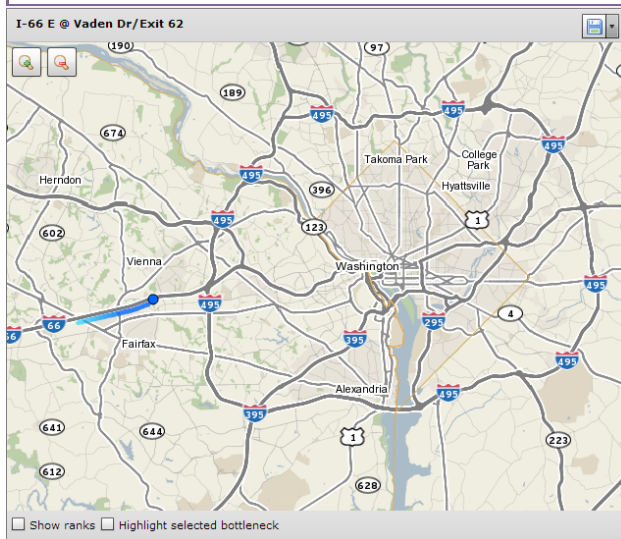 I-66 E @ Vaden Dr/Exit 62
190
97
189
495
495
674
495
Takoma Park
College
Park
495
Herndon
396
Hyattsville
1
495
123
602
Vienna
Washington
495
495
66
4
295
66
395
Fairfax
495
Alexandria
495
395
641
644
1
223
612
628
Show ranks
Highlight selected bottleneck